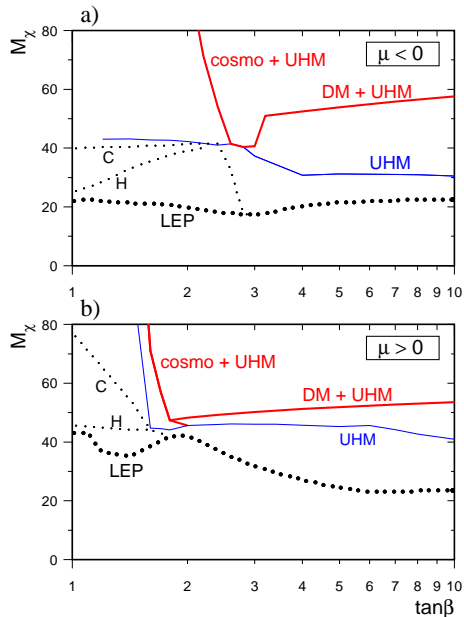 a)
M_χ
80
60
40
20
0
cosmo + UHM
μ < 0
DM + UHM
C
H
UHM
LEP
1 2 3 4 5 6 7 8 9 10
b)
M_χ
80
60
40
20
0
μ > 0
cosmo + UHM
C
DM + UHM
H
UHM
LEP
1 2 3 4 5 6 7 8 9 10
tanβ